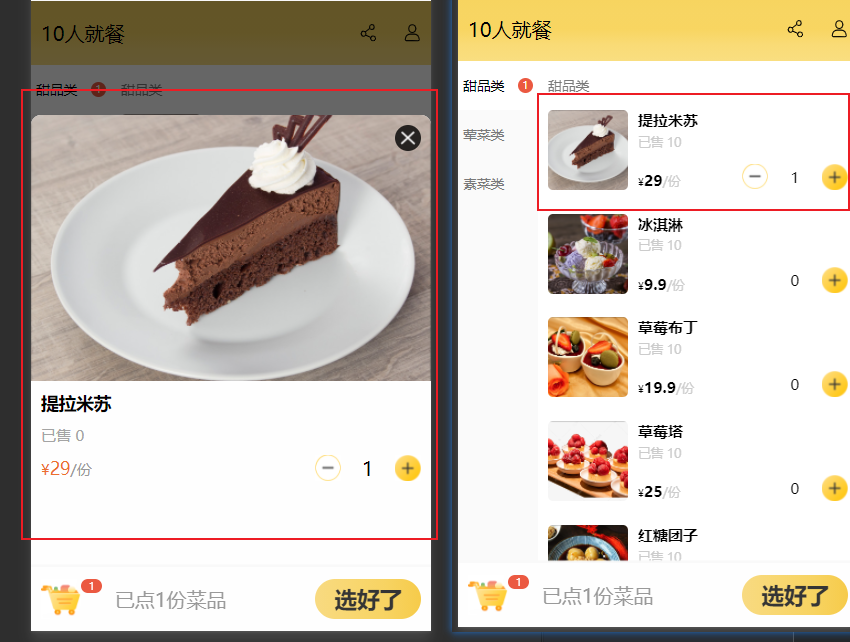 10人就餐
甜品类 1 甜品类
提拉米苏
已售 0
¥29/份 1
1 已点1份菜品 选好了
10人就餐
甜品类 1 甜品类
荤菜类
素菜类
提拉米苏
已售 10
¥29/份 1
冰淇淋
已售 10
¥9.9/份 0
草莓布丁
已售 10
¥19.9/份 0
草莓塔
已售 10
¥25/份 0
红糖团子
已售 10
1 已点1份菜品 选好了